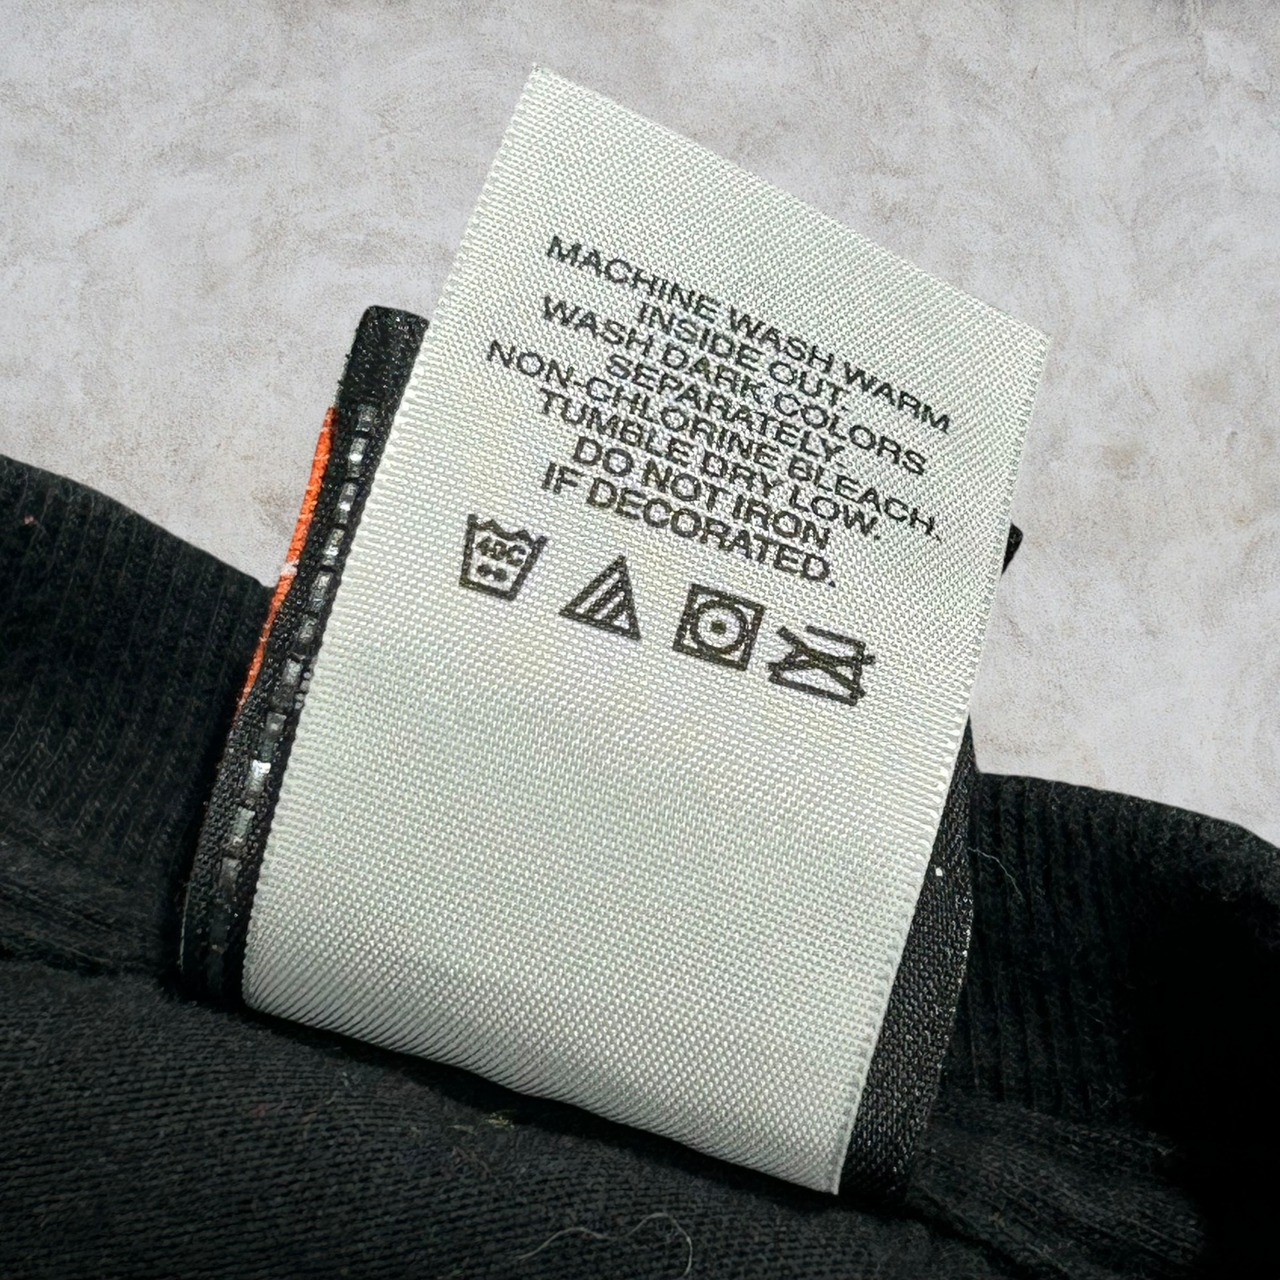 MACHINE WASH WARM
INSIDE OUT.
WASH DARK COLORS
SEPARATELY.
NON-CHLORINE BLEACH.
TUMBLE DRY LOW.
DO NOT IRON
IF DECORATED.
40C